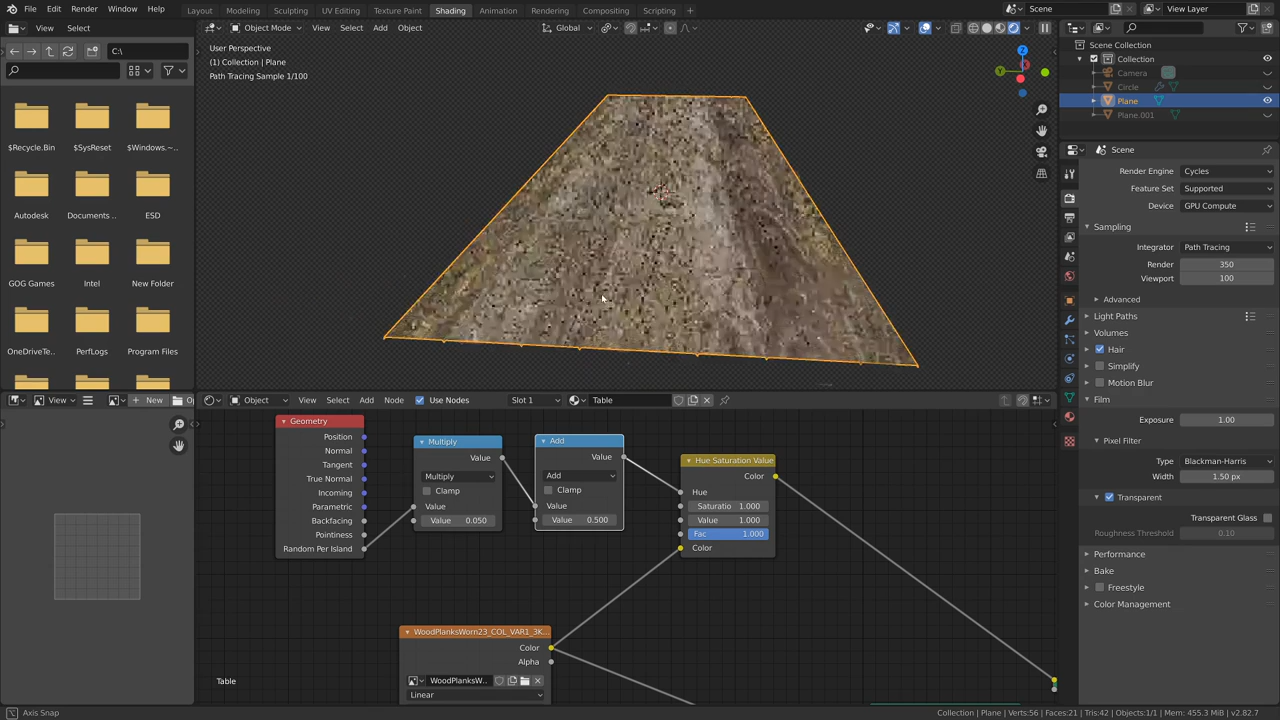 File Edit Render Window Help
Layout Modeling Sculpting UV Editing Texture Paint Shading Animation Rendering Compositing Scripting
Scene
View Layer
View Select
Object Mode View Select Add Object
Global
C:\
User Perspective
(1) Collection | Plane
Path Tracing Sample 1/100
$Recycle.Bin
$SysReset
$Windows.~..
Autodesk
Documents ..
ESD
GOG Games
Intel
New Folder
OneDriveTe..
PerfLogs
Program Files
Z
Y
Scene Collection
Collection
Camera
Circle
Plane
Plane.001
Scene
Render Engine Cycles
Feature Set Supported
Device GPU Compute
Sampling
Integrator Path Tracing
Render 350
Viewport 100
Advanced
Light Paths
Volumes
Hair
Simplify
Motion Blur
Film
Exposure 1.00
Pixel Filter
Type Blackman-Harris
Width 1.50 px
Transparent
Transparent Glass
Roughness Threshold 0.10
Performance
Bake
Freestyle
Color Management
View
New
Op
Object View Select Add Node Use Nodes Slot 1 Table
Geometry
Position
Normal
Tangent
True Normal
Incoming
Parametric
Backfacing
Pointiness
Random Per Island
Multiply
Value
Multiply
Clamp
Value
Value 0.050
Add
Value
Add
Clamp
Value
Value 0.500
Hue Saturation Value
Color
Hue
Saturatio 1.000
Value 1.000
Fac 1.000
Color
WoodPlanksWorn23_COL_VAR1_3K...
Color
Alpha
WoodPlanksW..
Linear
Table
Axis Snap
Collection | Plane | Verts:56 | Faces:21 | Tris:42 | Objects:1/1 | Mem: 455.3 MiB | v2.82.7